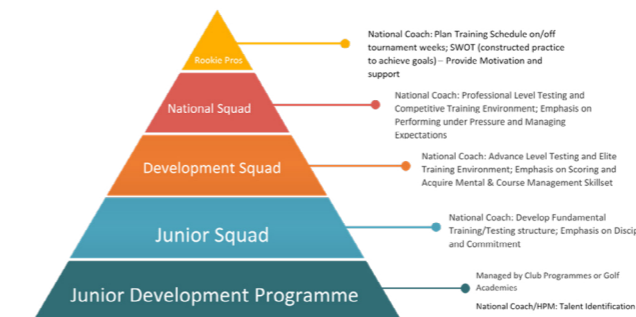 Rookie Pros
National Coach: Plan Training Schedule on/off
tournament weeks; SWOT (constructed practice
to achieve goals) – Provide Motivation and
support
National Squad
National Coach: Professional Level Testing and
Competitive Training Environment; Emphasis on
Performing under Pressure and Managing
Expectations
Development Squad
National Coach: Advance Level Testing and Elite
Training Environment; Emphasis on Scoring and
Acquire Mental & Course Management Skillset
Junior Squad
National Coach: Develop Fundamental
Training/Testing structure; Emphasis on
and Commitment
Junior Development Programme
Managed by Club Programmes or Golf
Academies
National Coach/HPM: Talent Identification